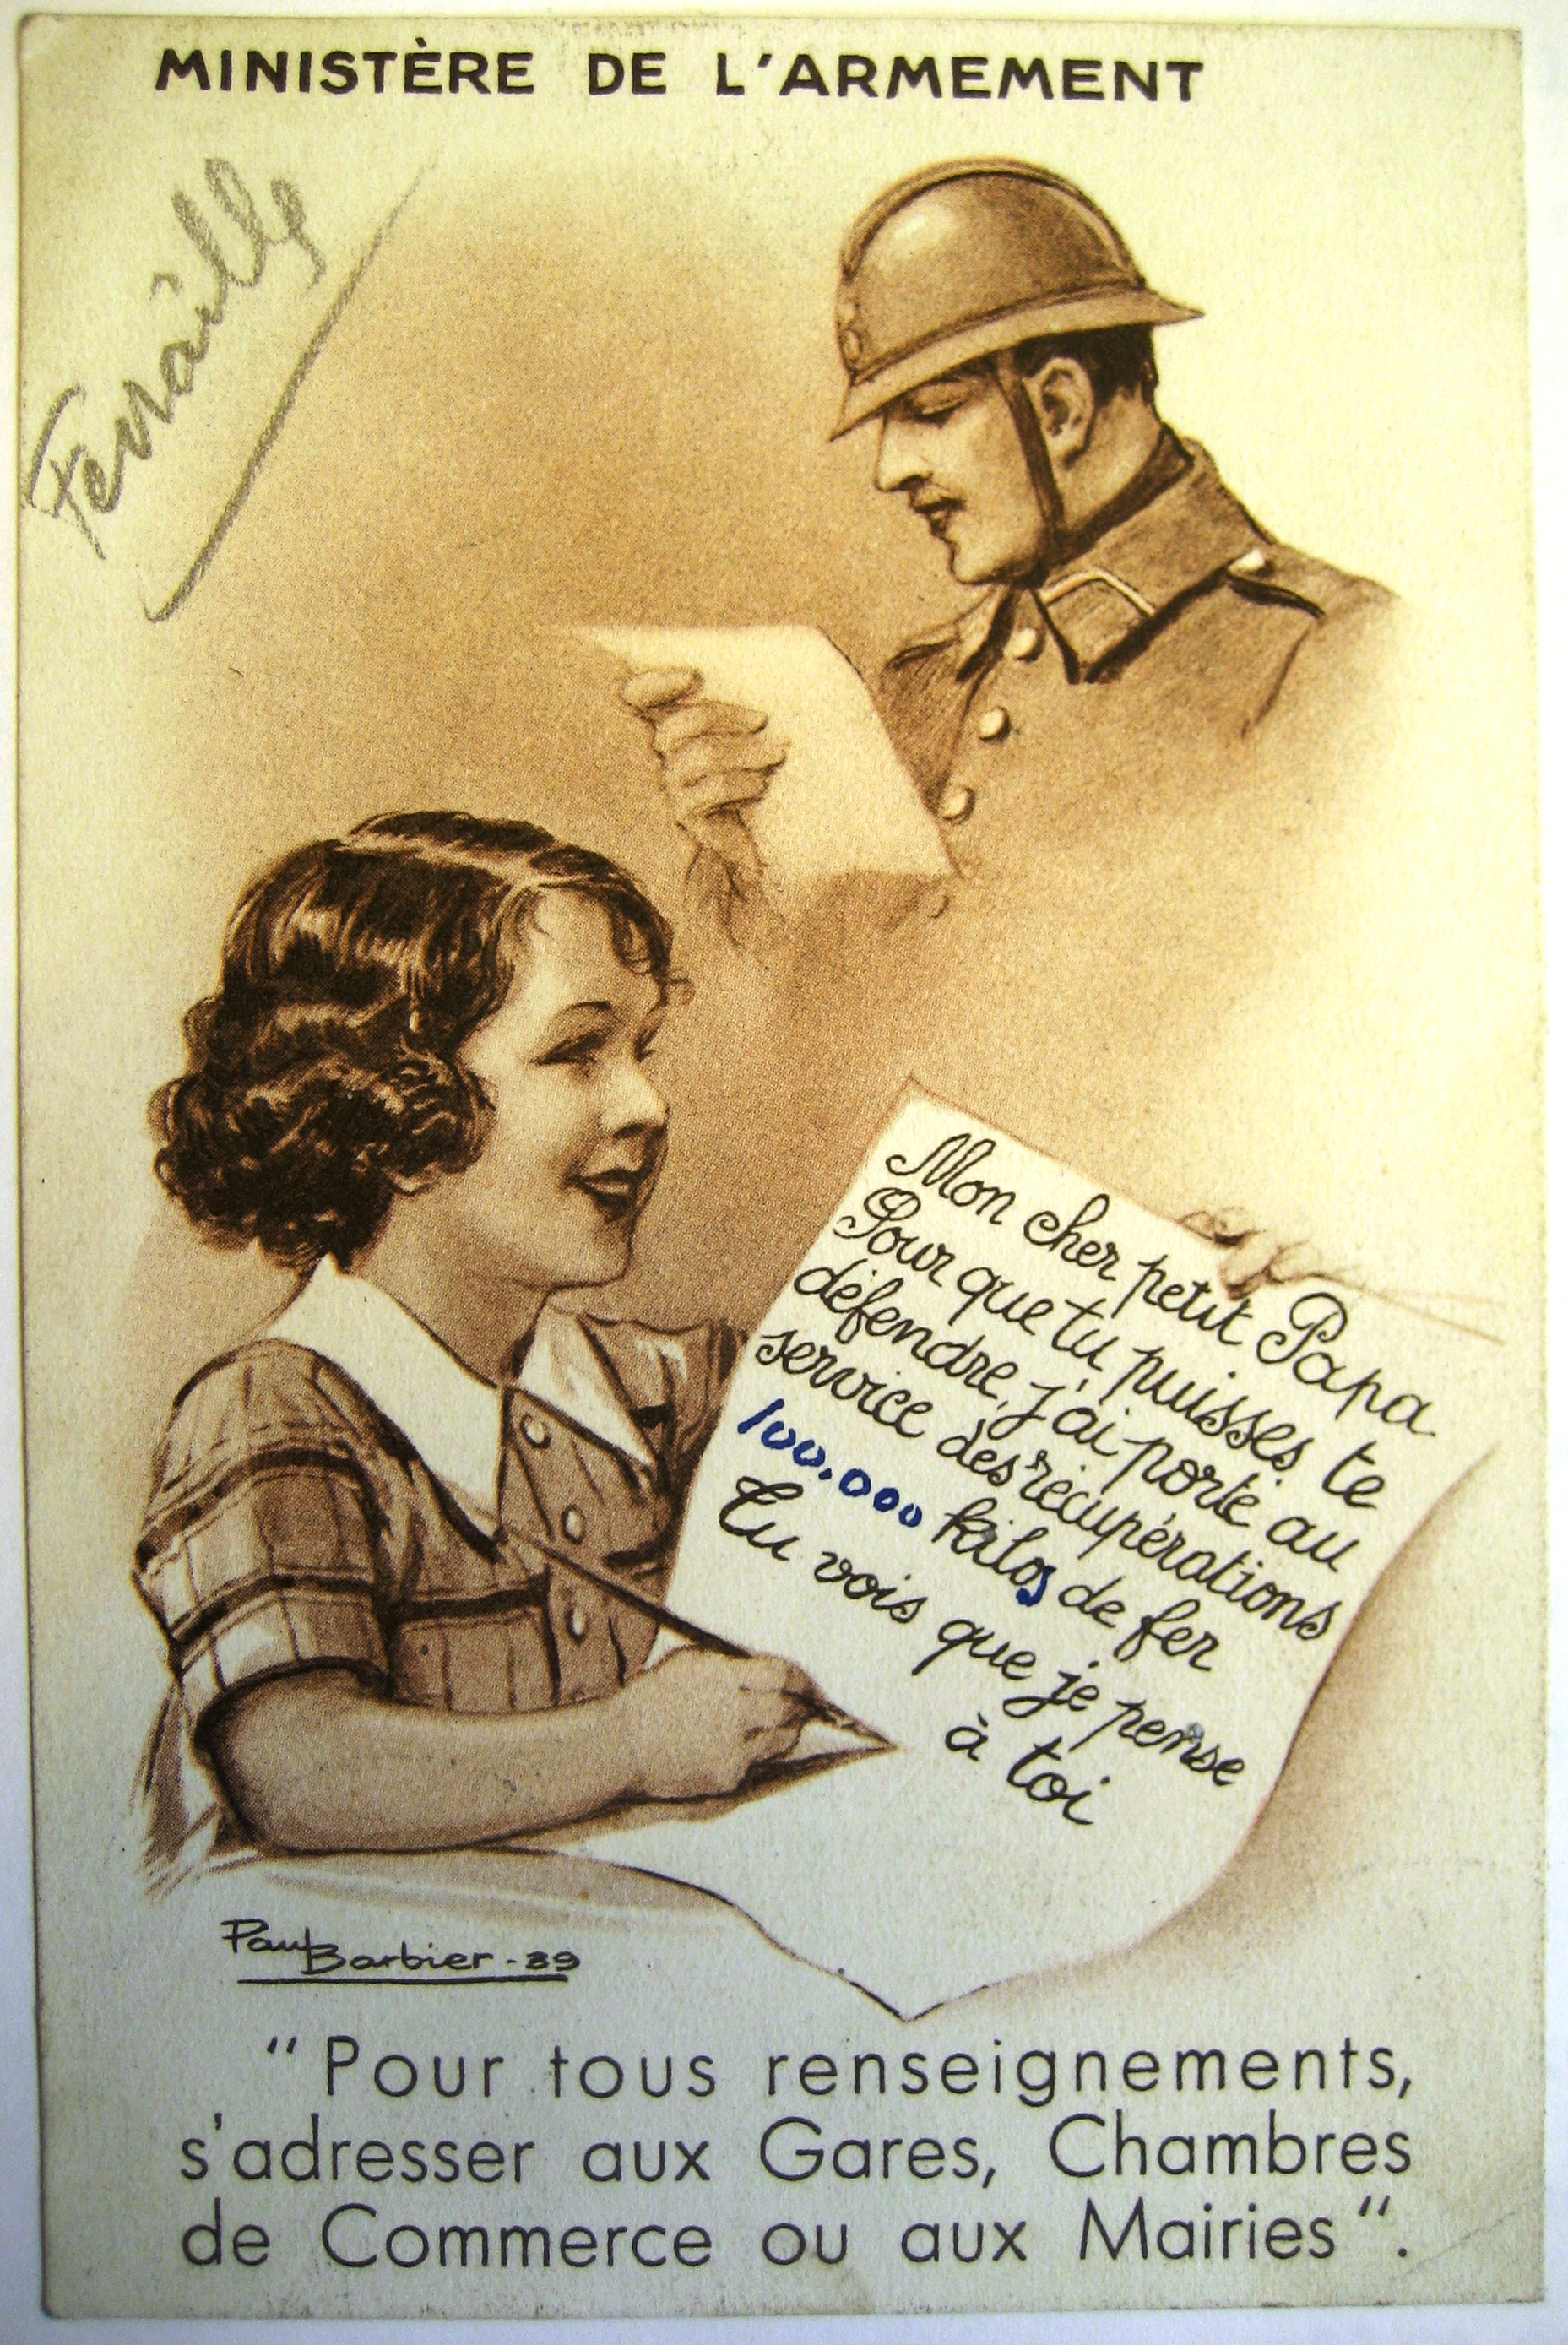 MINISTÈRE DE L'ARMEMENT
Ferraille
Mon cher petit Papa
Pour que tu puisses te
défendre, j'ai porté au
service des récupérations
100.000 kilos de fer
Tu vois que je pense
à toi
Paul Barbier - 39
"Pour tous renseignements,
s'adresser aux Gares, Chambres
de Commerce ou aux Mairies".